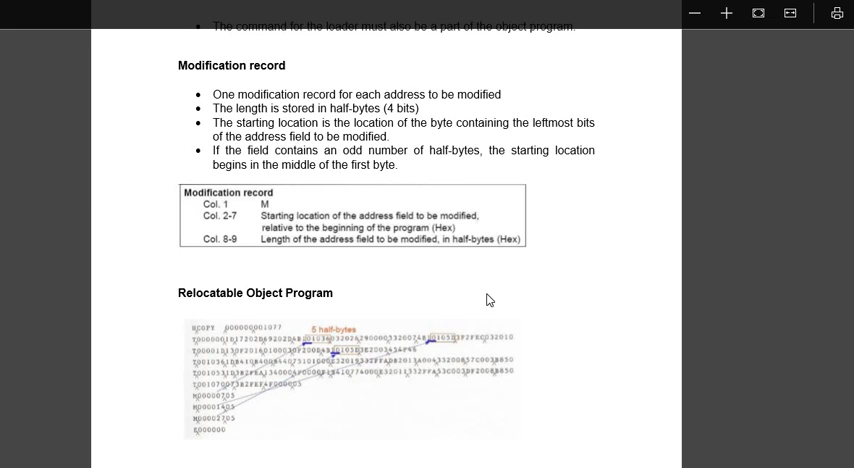 The command for the loader must also be a part of the object program.
Modification record
One modification record for each address to be modified
The length is stored in half-bytes (4 bits)
The starting location is the location of the byte containing the leftmost bits
of the address field to be modified.
If the field contains an odd number of half-bytes, the starting location
begins in the middle of the first byte.
Modification record
Col. 1 M
Col. 2-7 Starting location of the address field to be modified,
relative to the beginning of the program (Hex)
Col. 8-9 Length of the address field to be modified, in half-bytes (Hex)
Relocatable Object Program
5 half-bytes
HCOPY 000000001077
M00000705
M00001405
M00002705
E000000